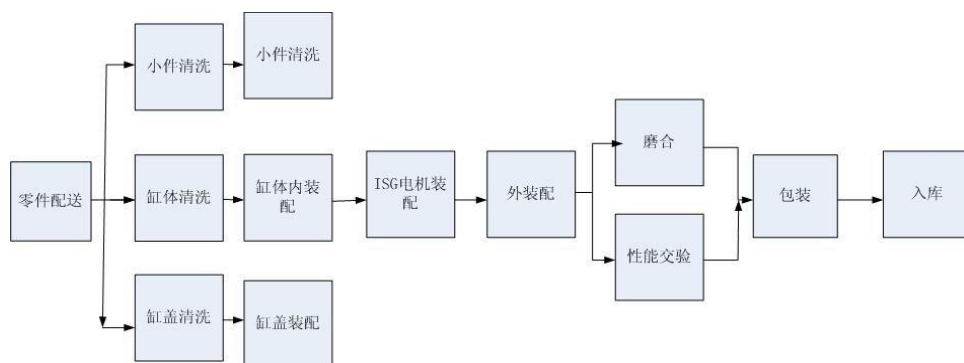 小件清洗
小件清洗
零件配送
缸体清洗
缸体内装
配
ISG电机装
配
外装配
磨合
性能交验
包装
入库
缸盖清洗
缸盖装配